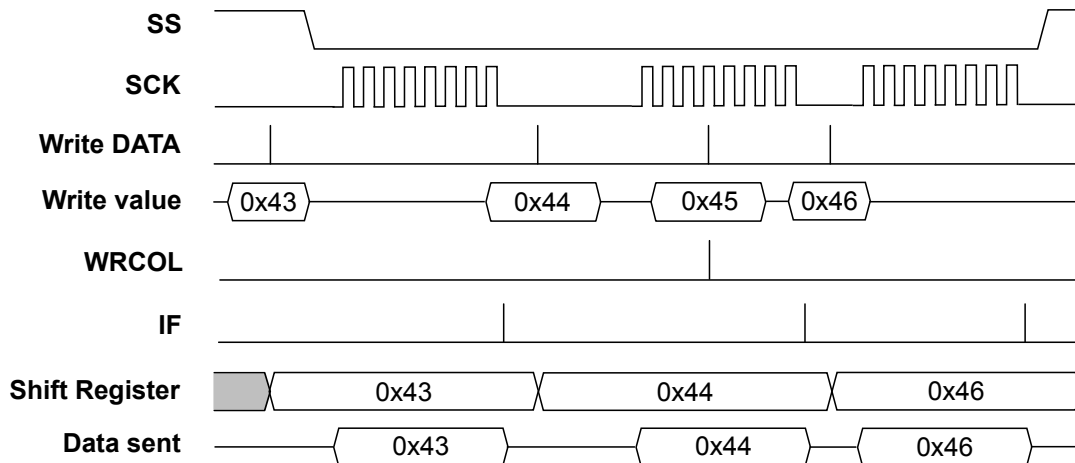 SS
SCK
Write DATA
Write value 0x43 0x44 0x45 0x46
WRCOL
IF
Shift Register 0x43 0x44 0x46
Data sent 0x43 0x44 0x46